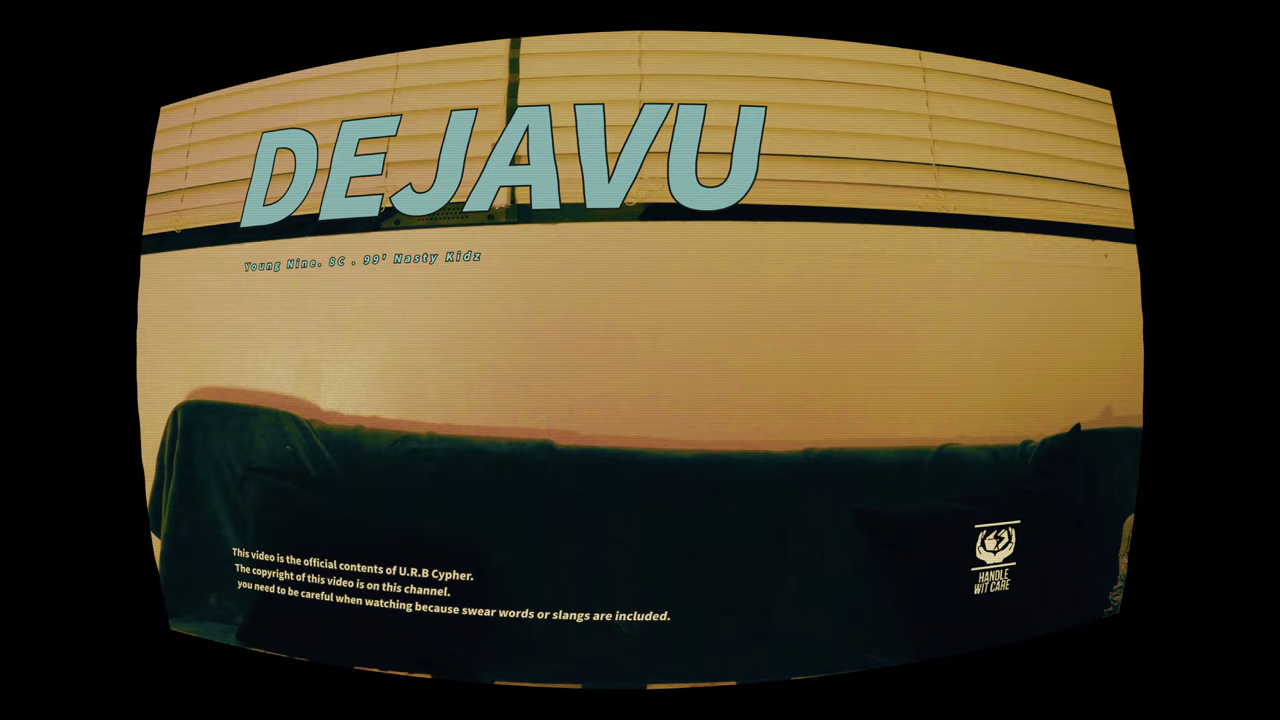 DEJAVU
Young Nine. 8C . 99' Nasty Kidz
This video is the official contents of U.R.B Cypher.
The copyright of this video is on this channel.
you need to be careful when watching because swear words or slangs are included.
HANDLE
WIT CARE